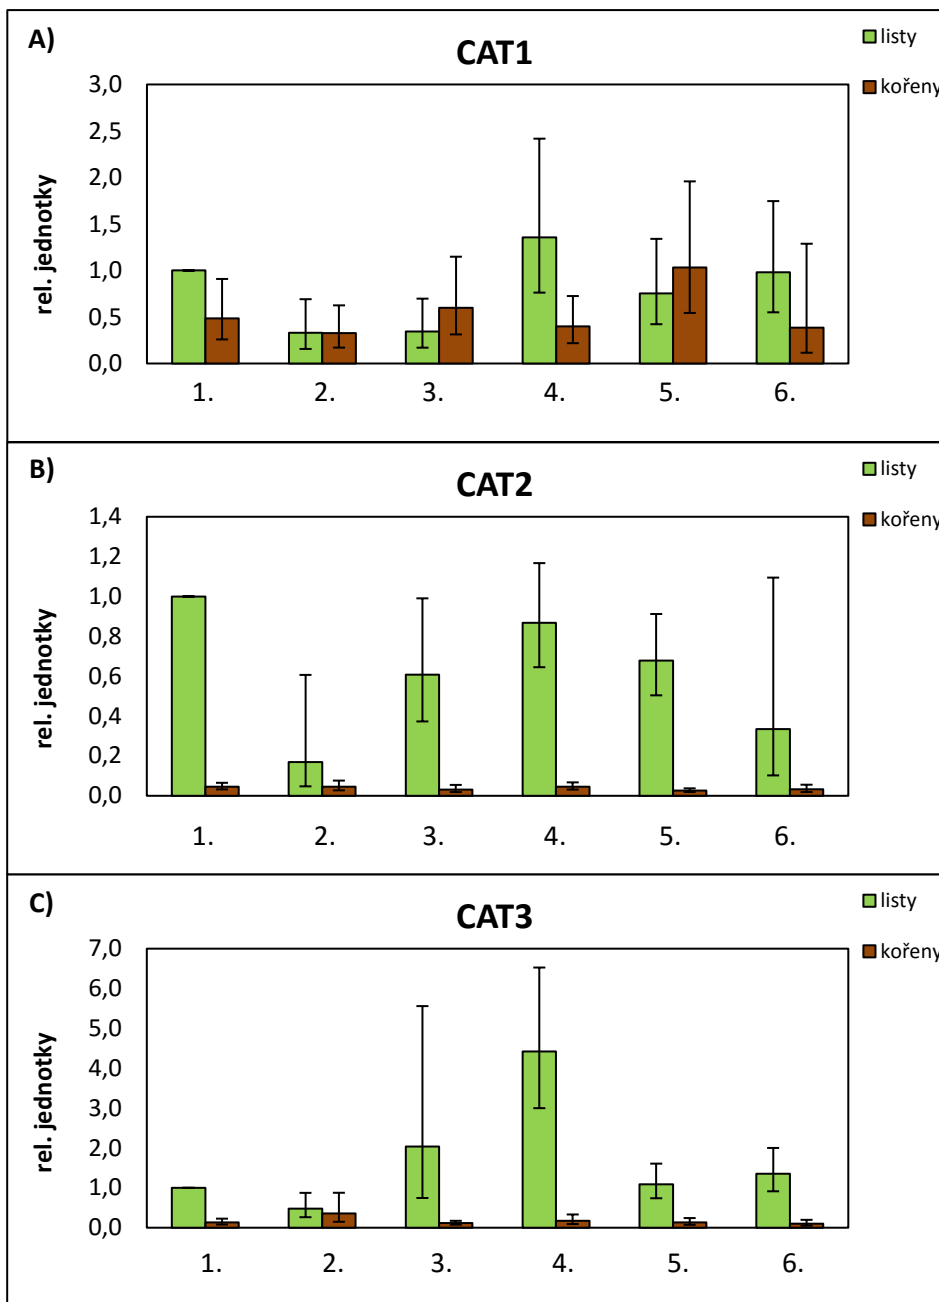 A)
CAT1
listy
kořeny
rel. jednotky
3,0
2,5
2,0
1,5
1,0
0,5
0,0
1. 2. 3. 4. 5. 6.
B)
CAT2
listy
kořeny
rel. jednotky
1,4
1,2
1,0
0,8
0,6
0,4
0,2
0,0
1. 2. 3. 4. 5. 6.
C)
CAT3
listy
kořeny
rel. jednotky
7,0
6,0
5,0
4,0
3,0
2,0
1,0
0,0
1. 2. 3. 4. 5. 6.